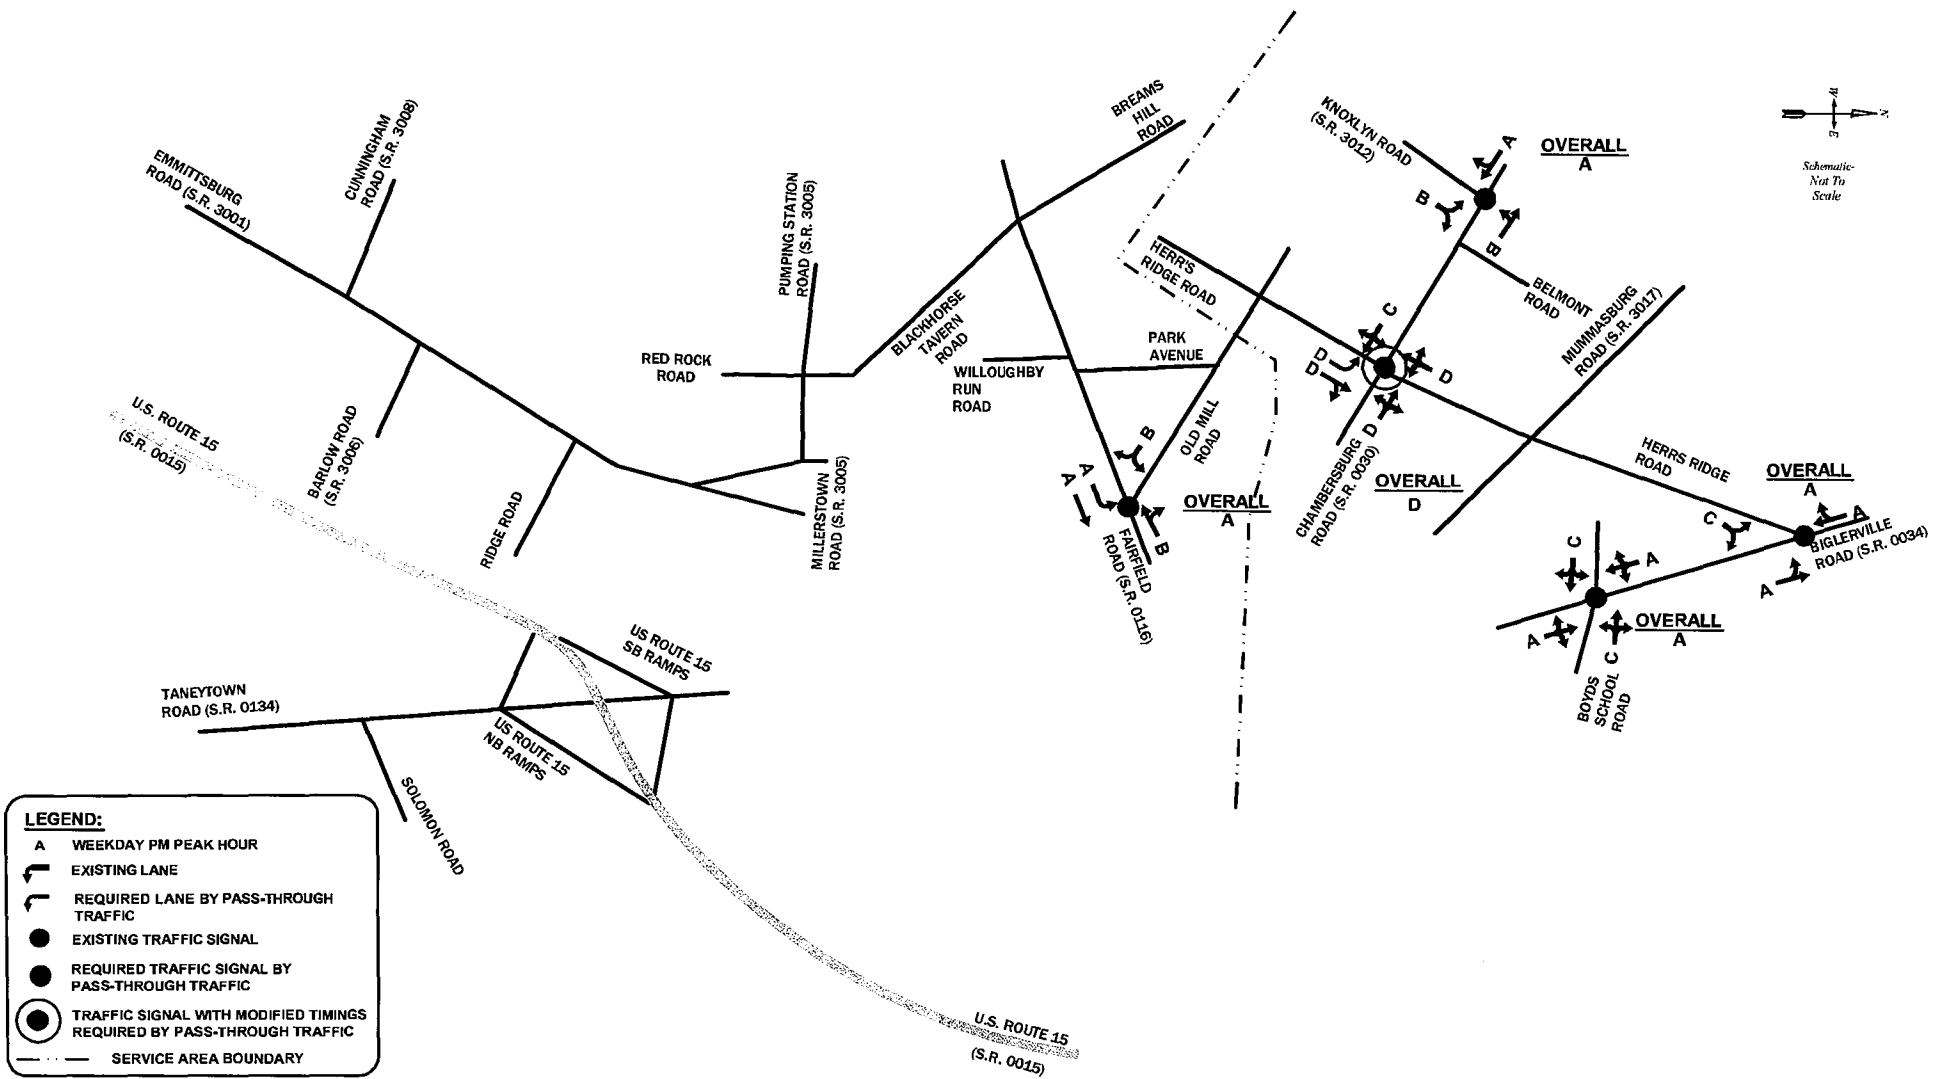 BREAMS
HILL
ROAD
KNOXLYN ROAD
(S.R. 3012)
A
OVERALL
A
B
B
W
E
N
Schematic-
Not To
Scale
CUNNINGHAM
ROAD (S.R. 3008)
EMMITTSBURG
ROAD (S.R. 3001)
PUMPING STATION
ROAD (S.R. 3005)
HERR'S
RIDGE ROAD
BELMONT
ROAD
MUMMASBURG
ROAD (S.R. 3017)
BLACKHORSE
TAVERN
ROAD
RED ROCK
ROAD
PARK
AVENUE
WILLOUGHBY
RUN
ROAD
C
D
D
D
D
OVERALL
D
CHAMBERSBURG
ROAD (S.R. 0030)
OLD MILL
ROAD
U.S. ROUTE 15
(S.R. 0015)
BARLOW ROAD
(S.R. 3006)
RIDGE ROAD
MILLERSTOWN
ROAD (S.R. 3005)
B
A
A
B
OVERALL
A
FAIRFIELD
ROAD (S.R. 0116)
HERRS RIDGE
ROAD
OVERALL
A
C
A
A
BIGLERVILLE
ROAD (S.R. 0034)
C
A
A
C
OVERALL
A
BOYDS
SCHOOL
ROAD
US ROUTE 15
SB RAMPS
TANEYTOWN
ROAD (S.R. 0134)
US ROUTE 15
NB RAMPS
SOLOMON ROAD
U.S. ROUTE 15
(S.R. 0015)
LEGEND:
A WEEKDAY PM PEAK HOUR
EXISTING LANE
REQUIRED LANE BY PASS-THROUGH
TRAFFIC
EXISTING TRAFFIC SIGNAL
REQUIRED TRAFFIC SIGNAL BY
PASS-THROUGH TRAFFIC
TRAFFIC SIGNAL WITH MODIFIED TIMINGS
REQUIRED BY PASS-THROUGH TRAFFIC
SERVICE AREA BOUNDARY